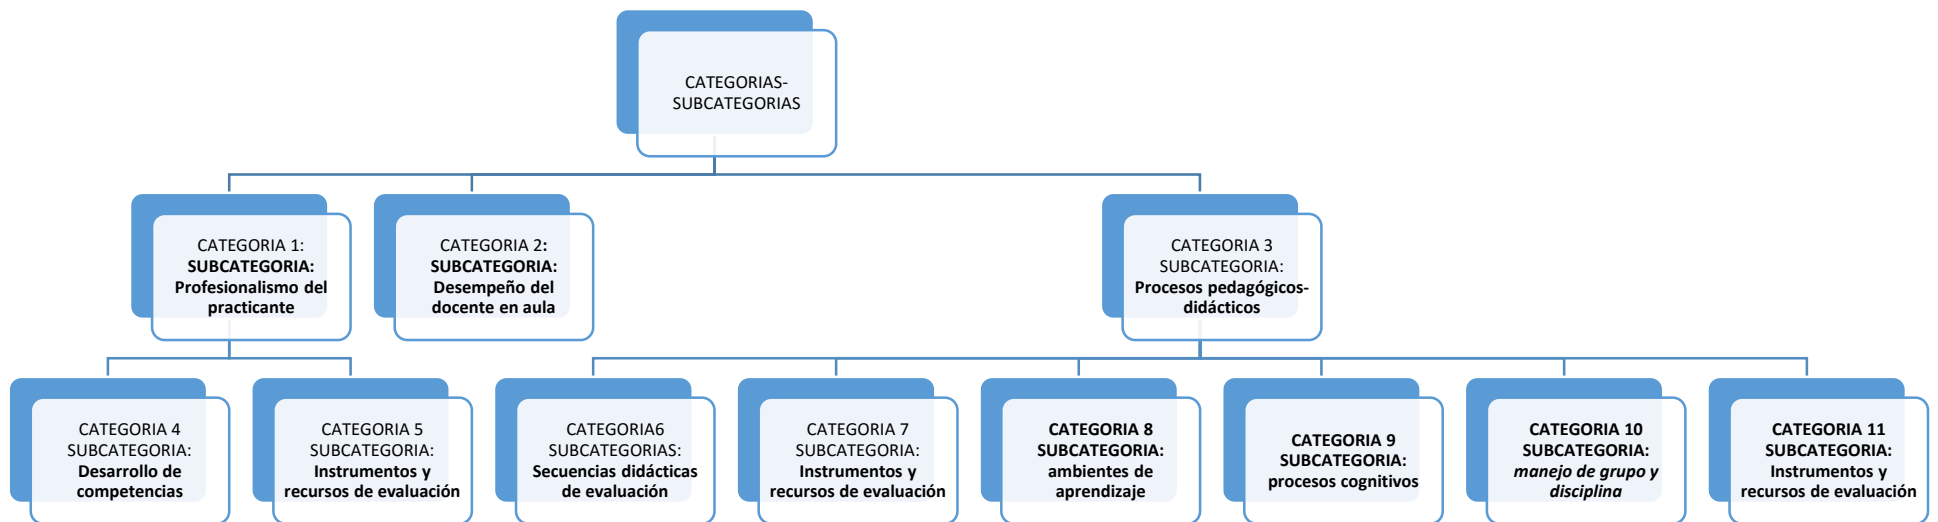 CATEGORIAS-
SUBCATEGORIAS
CATEGORIA 1:
SUBCATEGORIA:
Profesionalismo del
practicante
CATEGORIA 2:
SUBCATEGORIA:
Desempeño del
docente en aula
CATEGORIA 3
SUBCATEGORIA:
Procesos pedagógicos-
didácticos
CATEGORIA 4
SUBCATEGORIA:
Desarrollo de
competencias
CATEGORIA 5
SUBCATEGORIA:
Instrumentos y
recursos de evaluación
CATEGORIA6
SUBCATEGORIAS:
Secuencias didácticas
de evaluación
CATEGORIA 7
SUBCATEGORIA:
Instrumentos y
recursos de evaluación
CATEGORIA 8
SUBCATEGORIA:
ambientes de
aprendizaje
CATEGORIA 9
SUBCATEGORIA:
procesos cognitivos
CATEGORIA 10
SUBCATEGORIA:
manejo de grupo y
disciplina
CATEGORIA 11
SUBCATEGORIA:
Instrumentos y
recursos de evaluación